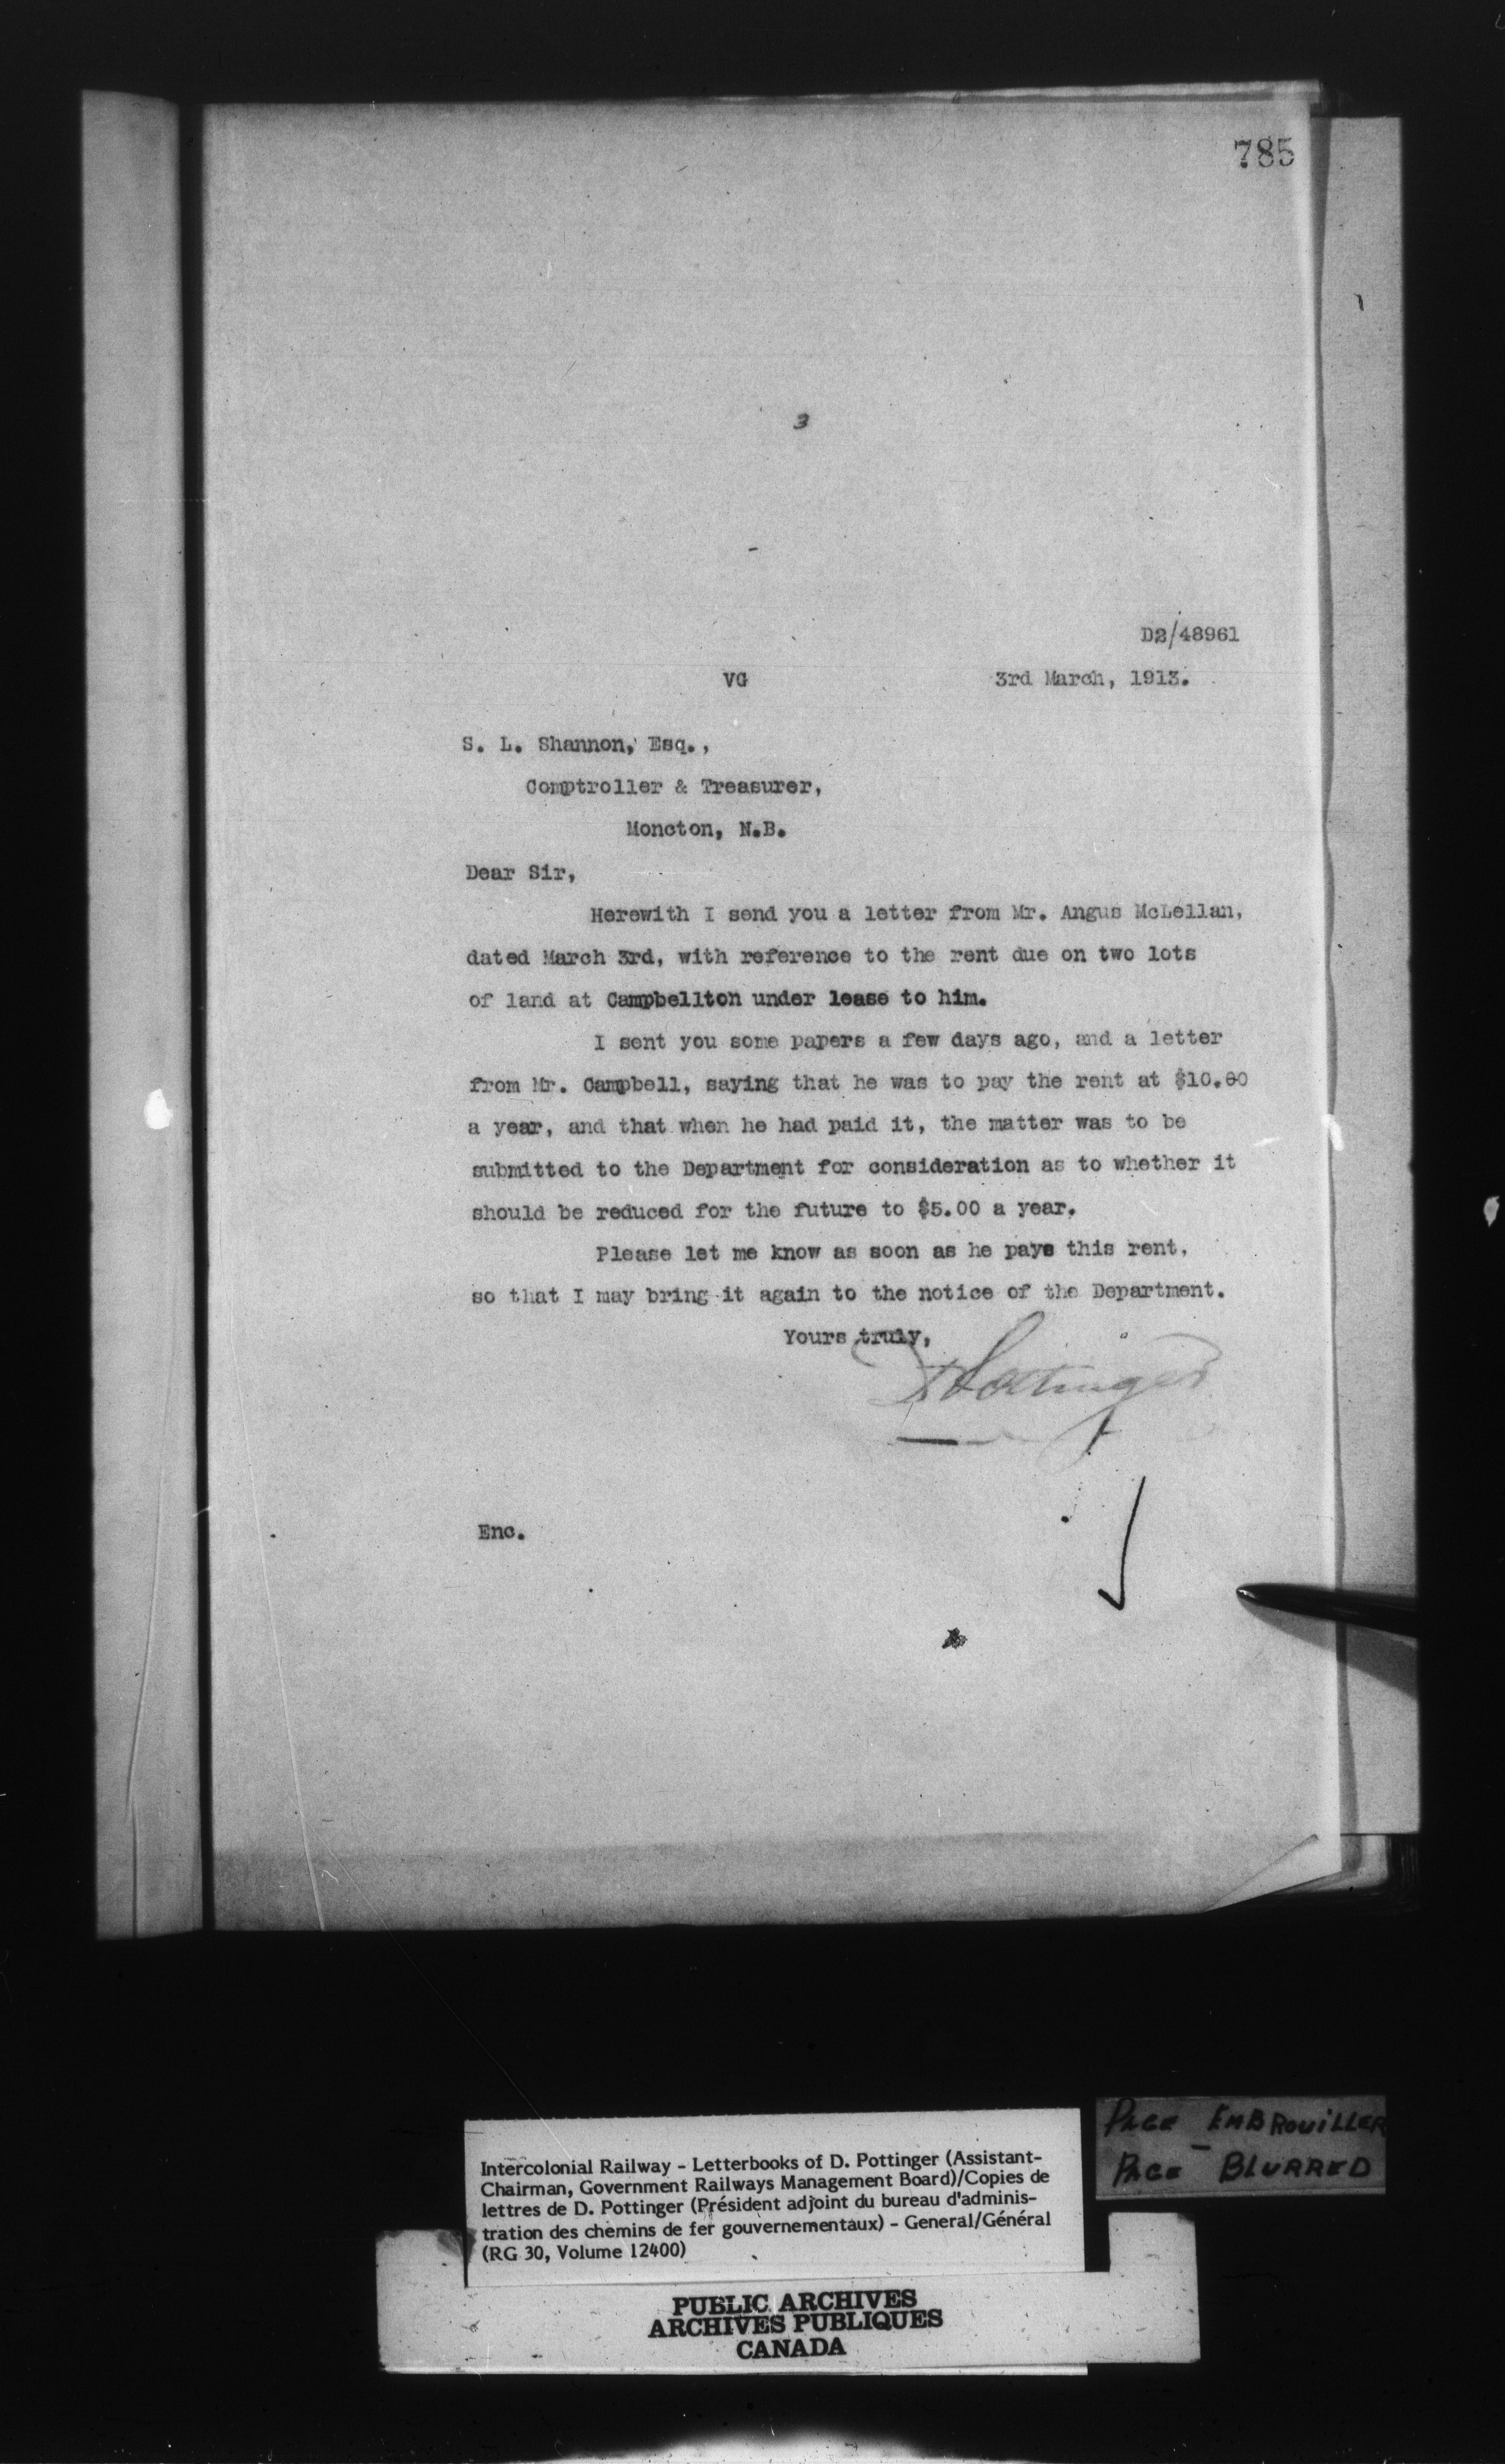 785
3
D2/48961
VG 3rd March, 1913.
S. L. Shannon, Esq.,
Comptroller & Treasurer,
Moncton, N.B.
Dear Sir,
Herewith I send you a letter from Mr. Angus McLellan,
dated March 3rd, with reference to the rent due on two lots
of land at Campbellton under lease to him.
I sent you some papers a few days ago, and a letter
from Mr. Campbell, saying that he was to pay the rent at $10.00
a year, and that when he had paid it, the matter was to be
submitted to the Department for consideration as to whether it
should be reduced for the future to $5.00 a year.
Please let me know as soon as he pays this rent,
so that I may bring it again to the notice of the Department.
Yours truly,
D Pottinger
Enc.
PAGE EMBROUILLER
PAGE BLURRED
Intercolonial Railway - Letterbooks of D. Pottinger (Assistant-
Chairman, Government Railways Management Board)/Copies de
lettres de D. Pottinger (Président adjoint du bureau d'adminis-
tration des chemins de fer gouvernementaux) - General/Général
(RG 30, Volume 12400)
PUBLIC ARCHIVES
ARCHIVES PUBLIQUES
CANADA